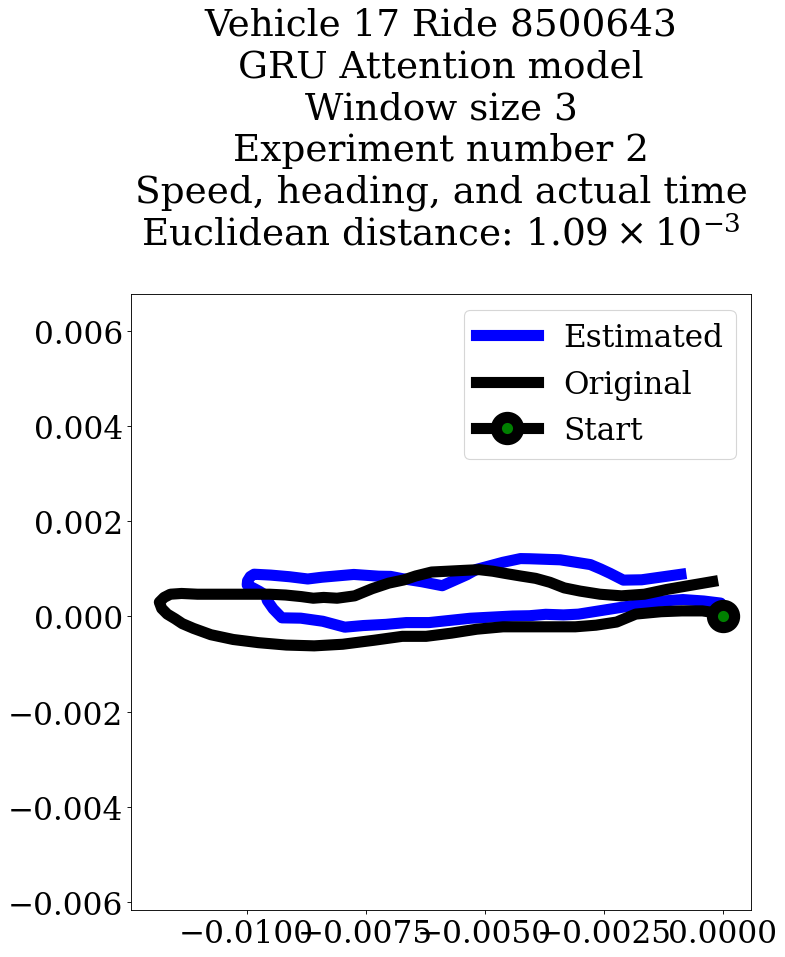 Vehicle 17 Ride 8500643
GRU Attention model
Window size 3
Experiment number 2
Speed, heading, and actual time
Euclidean distance: 1.09 × 10⁻³
Estimated
Original
Start
0.006
0.004
0.002
0.000
−0.002
−0.004
−0.006
−0.0100 −0.0075 −0.0050 −0.0025 0.0000